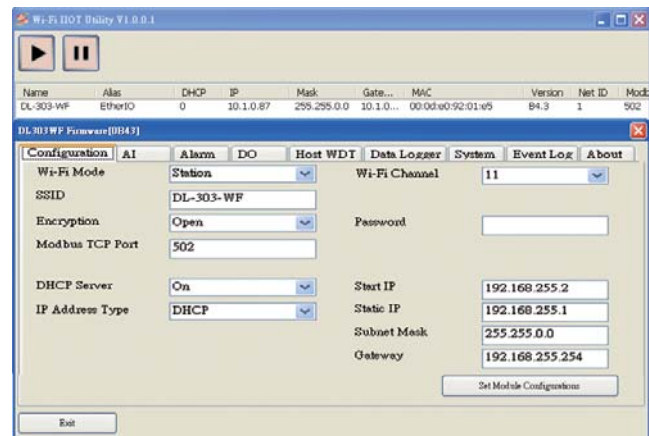 Wi-Fi IIOT Utility V1.0.0.1
Name Alias DHCP IP Mask Gate... MAC Version Net ID Modb
DL-303-WF EtherIO 0 10.1.0.87 255.255.0.0 10.1.0... 00:0d:e0:92:01:e5 B4.3 1 502
DL303WF Firmware[0B43]
Configuration AI Alarm DO Host WDT Data Logger System Event Log About
Wi-Fi Mode Station Wi-Fi Channel 11
SSID DL-303-WF
Encryption Open Password
Modbus TCP Port 502
DHCP Server On Start IP 192.168.255.2
IP Address Type DHCP Static IP 192.168.255.1
Subnet Mask 255.255.0.0
Gateway 192.168.255.254
Set Module Configurations
Exit